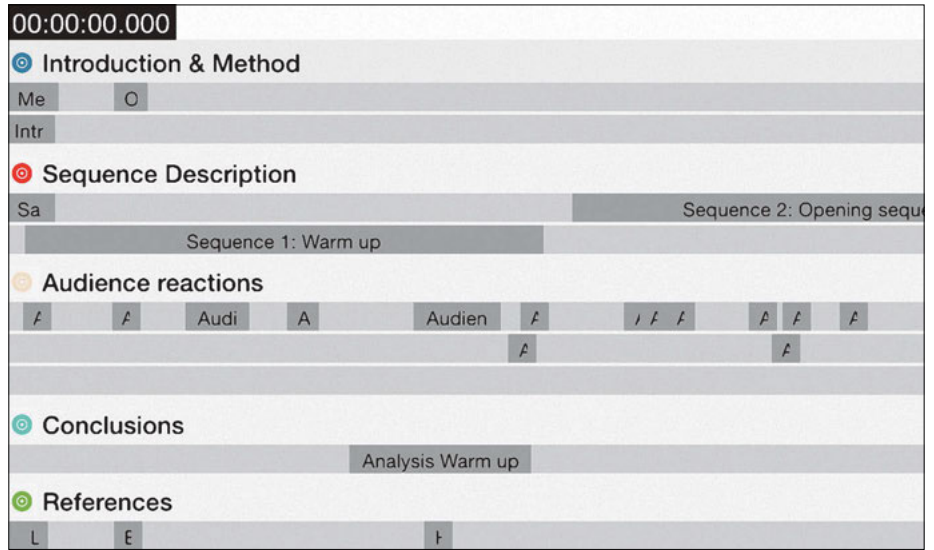 00:00:00.000
Introduction & Method
Me O
Intr
Sequence Description
Sa Sequence 2: Opening seque
Sequence 1: Warm up
Audience reactions
A A Audi A Audien A A A A A A A
A A
Conclusions
Analysis Warm up
References
L E H